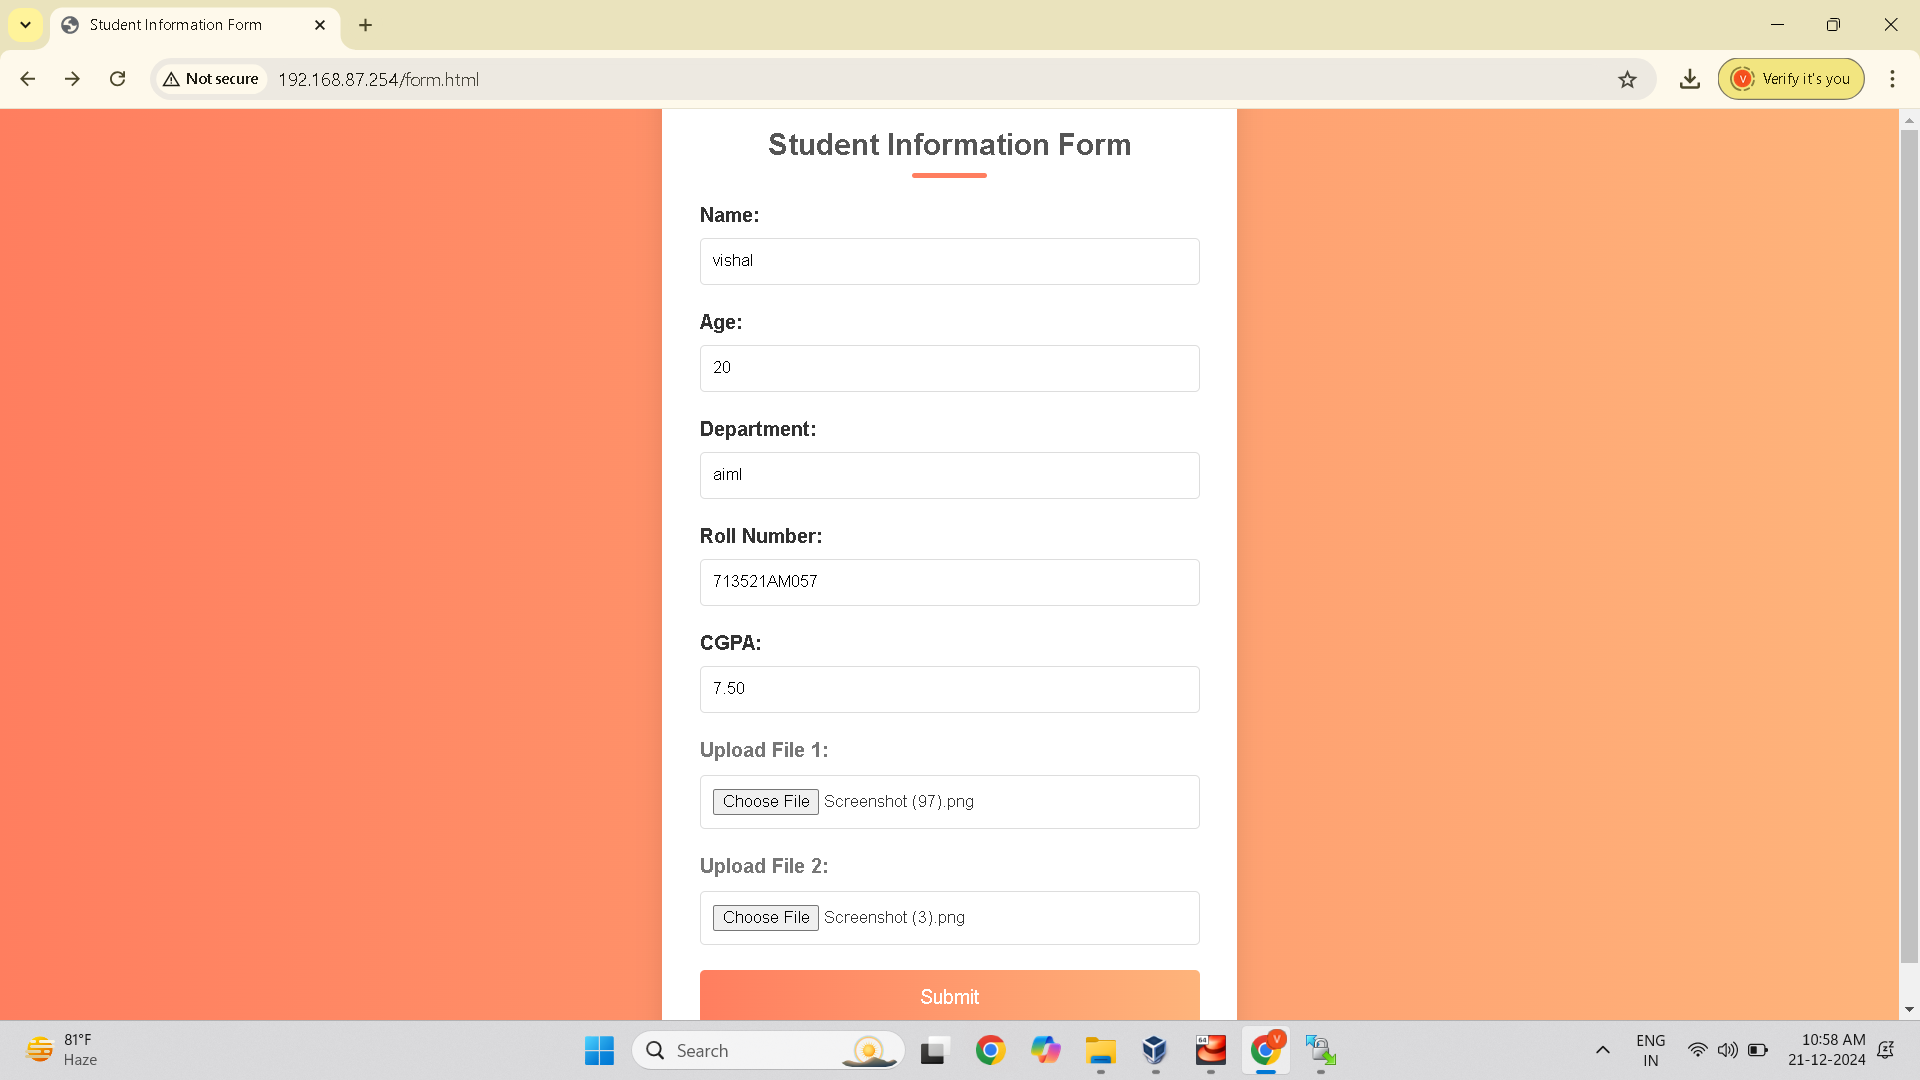 Student Information Form
Not secure 192.168.87.254/form.html
V Verify it's you
Student Information Form
Name:
vishal
Age:
20
Department:
aiml
Roll Number:
713521AM057
CGPA:
7.50
Upload File 1:
Choose File Screenshot (97).png
Upload File 2:
Choose File Screenshot (3).png
Submit
81°F
Haze
Search
64
V
ENG
IN
10:58 AM
21-12-2024